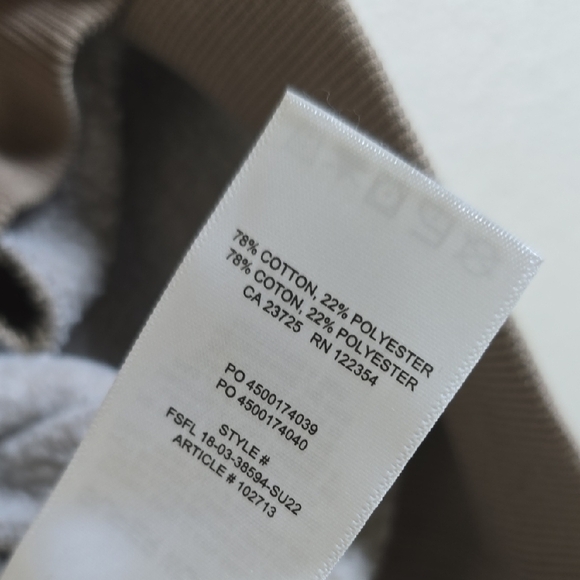 78% COTTON, 22% POLYESTER
78% COTON, 22% POLYESTER
CA 23725 RN 122354
PO 4500174039
PO 4500174040
STYLE #
FSFL 18-03-38594-SU22
ARTICLE # 102713